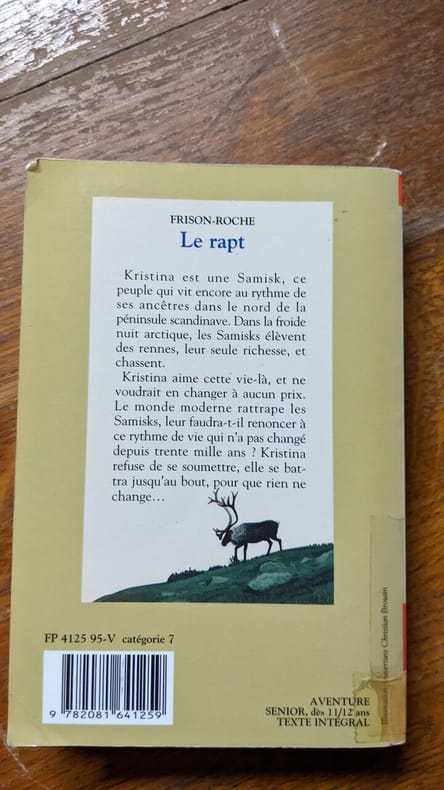 FRISON-ROCHE
Le rapt
Kristina est une Samisk, ce
peuple qui vit encore au rythme de
ses ancêtres dans le nord de la
péninsule scandinave. Dans la froide
nuit arctique, les Samisks élèvent
des rennes, leur seule richesse, et
chassent.
Kristina aime cette vie-là, et ne
voudrait en changer à aucun prix.
Le monde moderne rattrape les
Samisks, leur faudra-t-il renoncer à
ce rythme de vie qui n'a pas changé
depuis trente mille ans ? Kristina
refuse de se soumettre, elle se bat-
tra jusqu'au bout, pour que rien ne
change...
FP 4125 95-V catégorie 7
9 782081 641259
AVENTURE
SENIOR, dès 11/12 ans
TEXTE INTÉGRAL
Christian Broutin